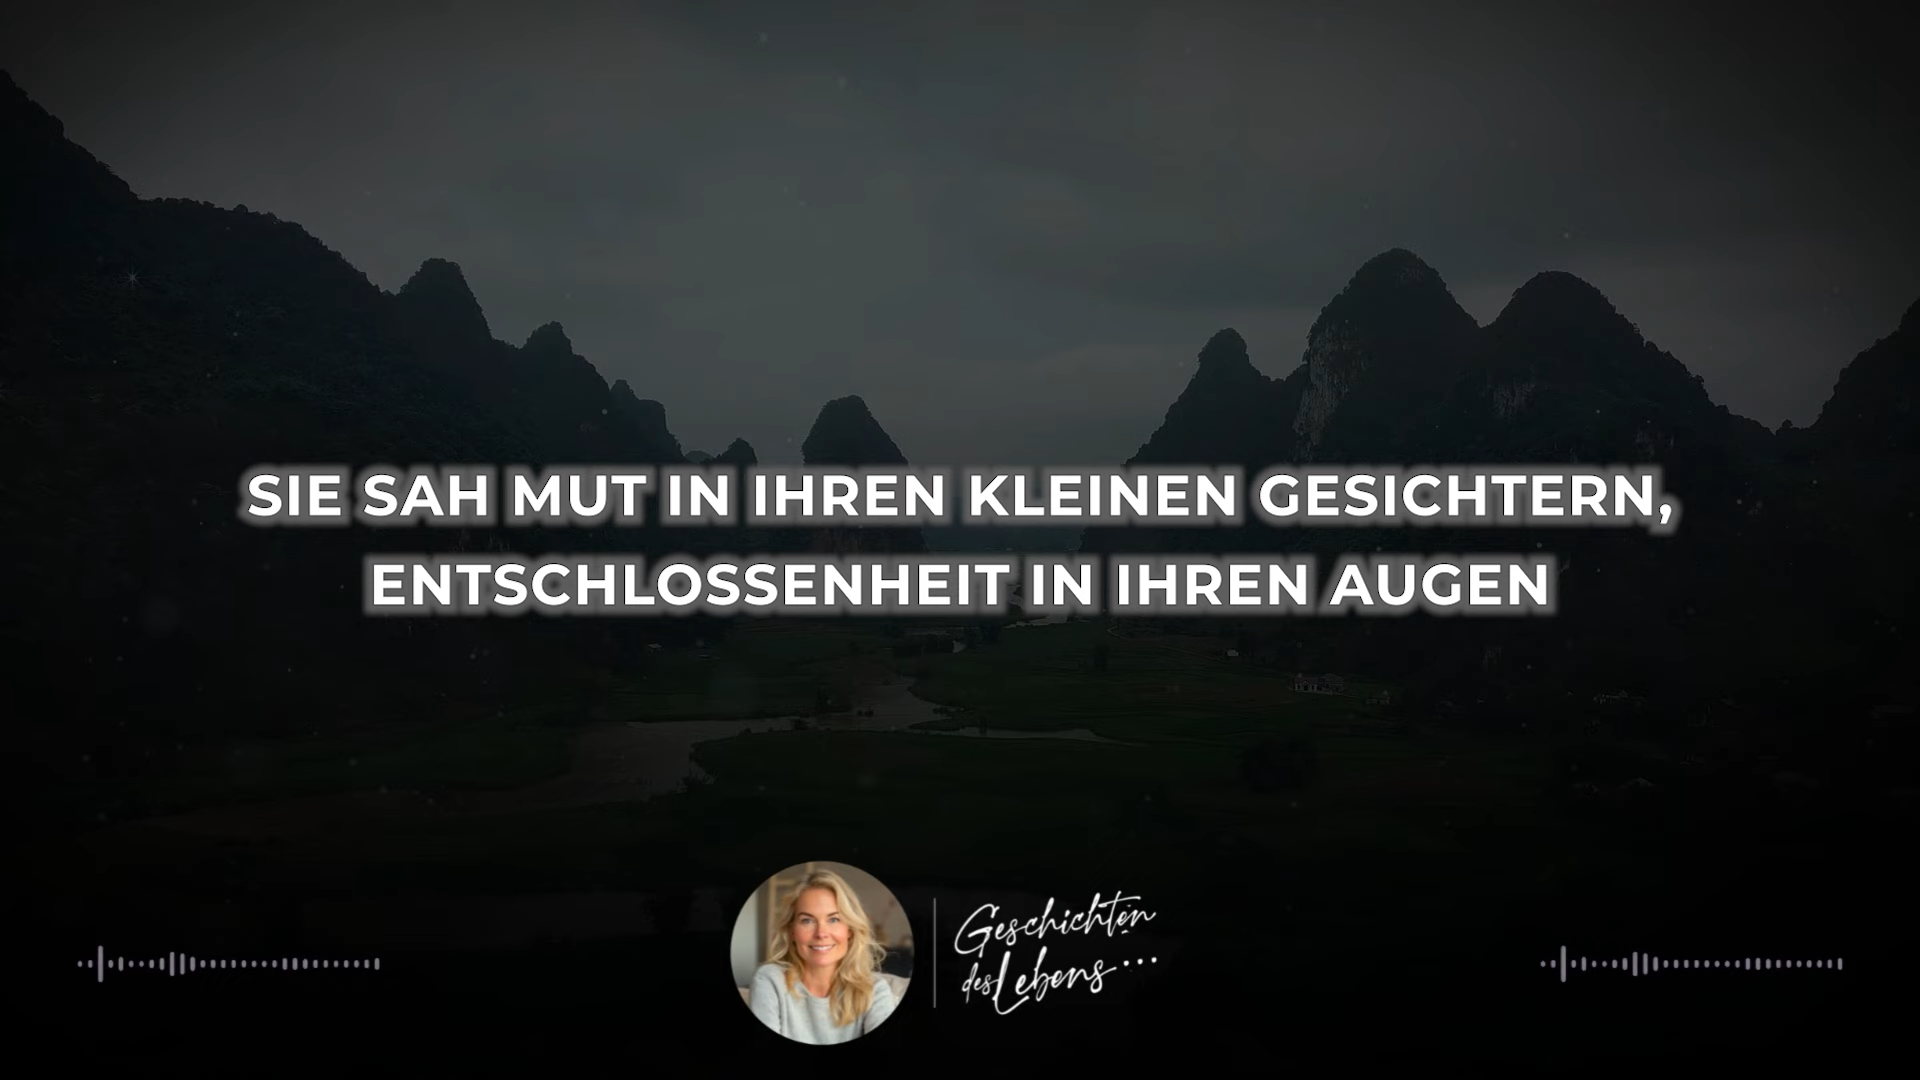 SIE SAH MUT IN IHREN KLEINEN GESICHTERN,
ENTSCHLOSSENHEIT IN IHREN AUGEN
Geschichten
des Lebens...